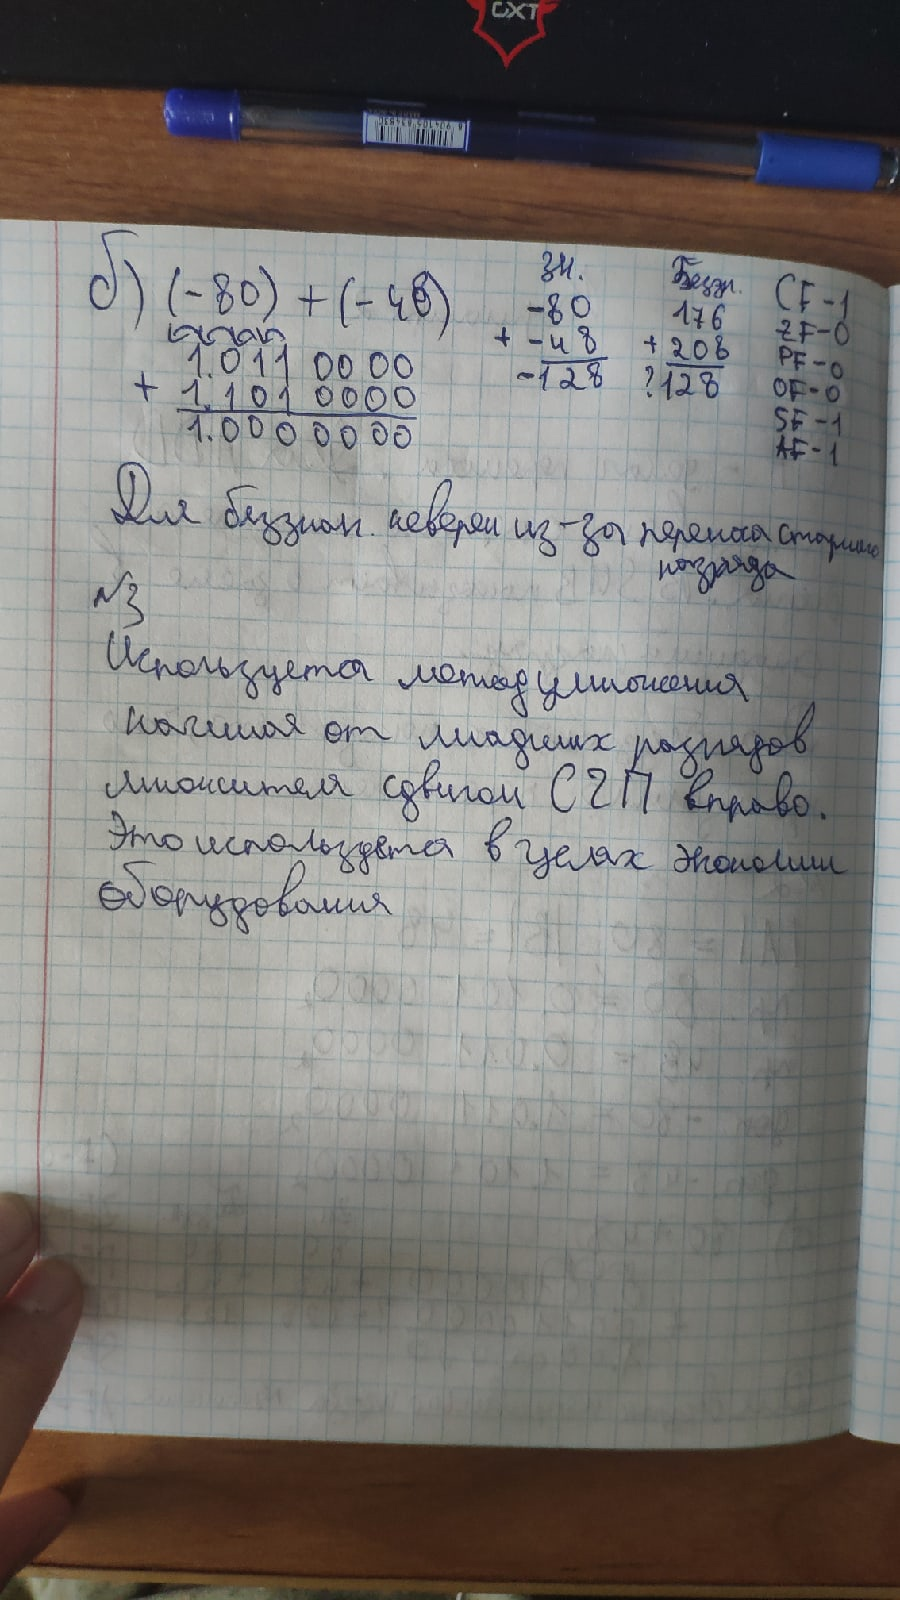 GXT
б) (-80) + (-48)
1.011 0000
+ 1.101 0000
1.000 0000
Зн.
-80
+ -48
-128
Беззн.
176
+ 208
?128
CF-1
ZF-0
PF-0
OF-0
SF-1
AF-1
Для беззнак. неверен из-за переноса старшего
разряда
№3
Используется метод умножения
начиная от младших разрядов
множителя сдвигом СЧП вправо.
Это используется в целях экономии
оборудования